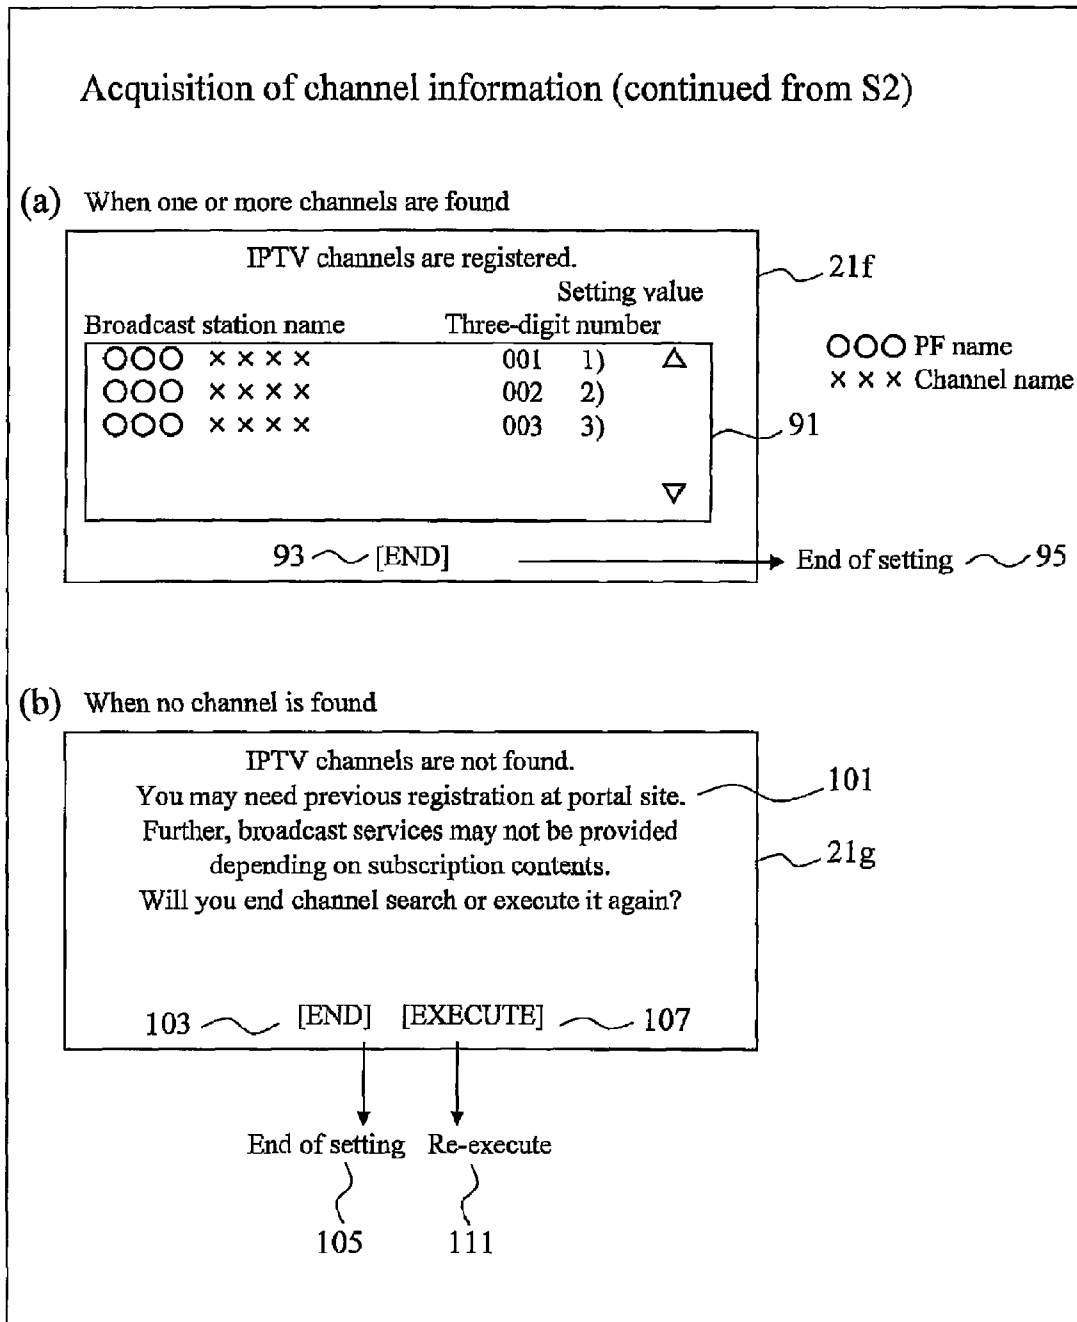 Acquisition of channel information (continued from S2)
(a) When one or more channels are found
IPTV channels are registered.
21f
Setting value
Broadcast station name Three-digit number
○○○ ×××× 001 1) △
○○○ ×××× 002 2)
○○○ ×××× 003 3)
▽
○○○ PF name
××× Channel name
91
93 [END] End of setting 95
(b) When no channel is found
IPTV channels are not found.
You may need previous registration at portal site.
101
Further, broadcast services may not be provided
depending on subscription contents.
21g
Will you end channel search or execute it again?
103 [END] [EXECUTE] 107
End of setting Re-execute
105 111